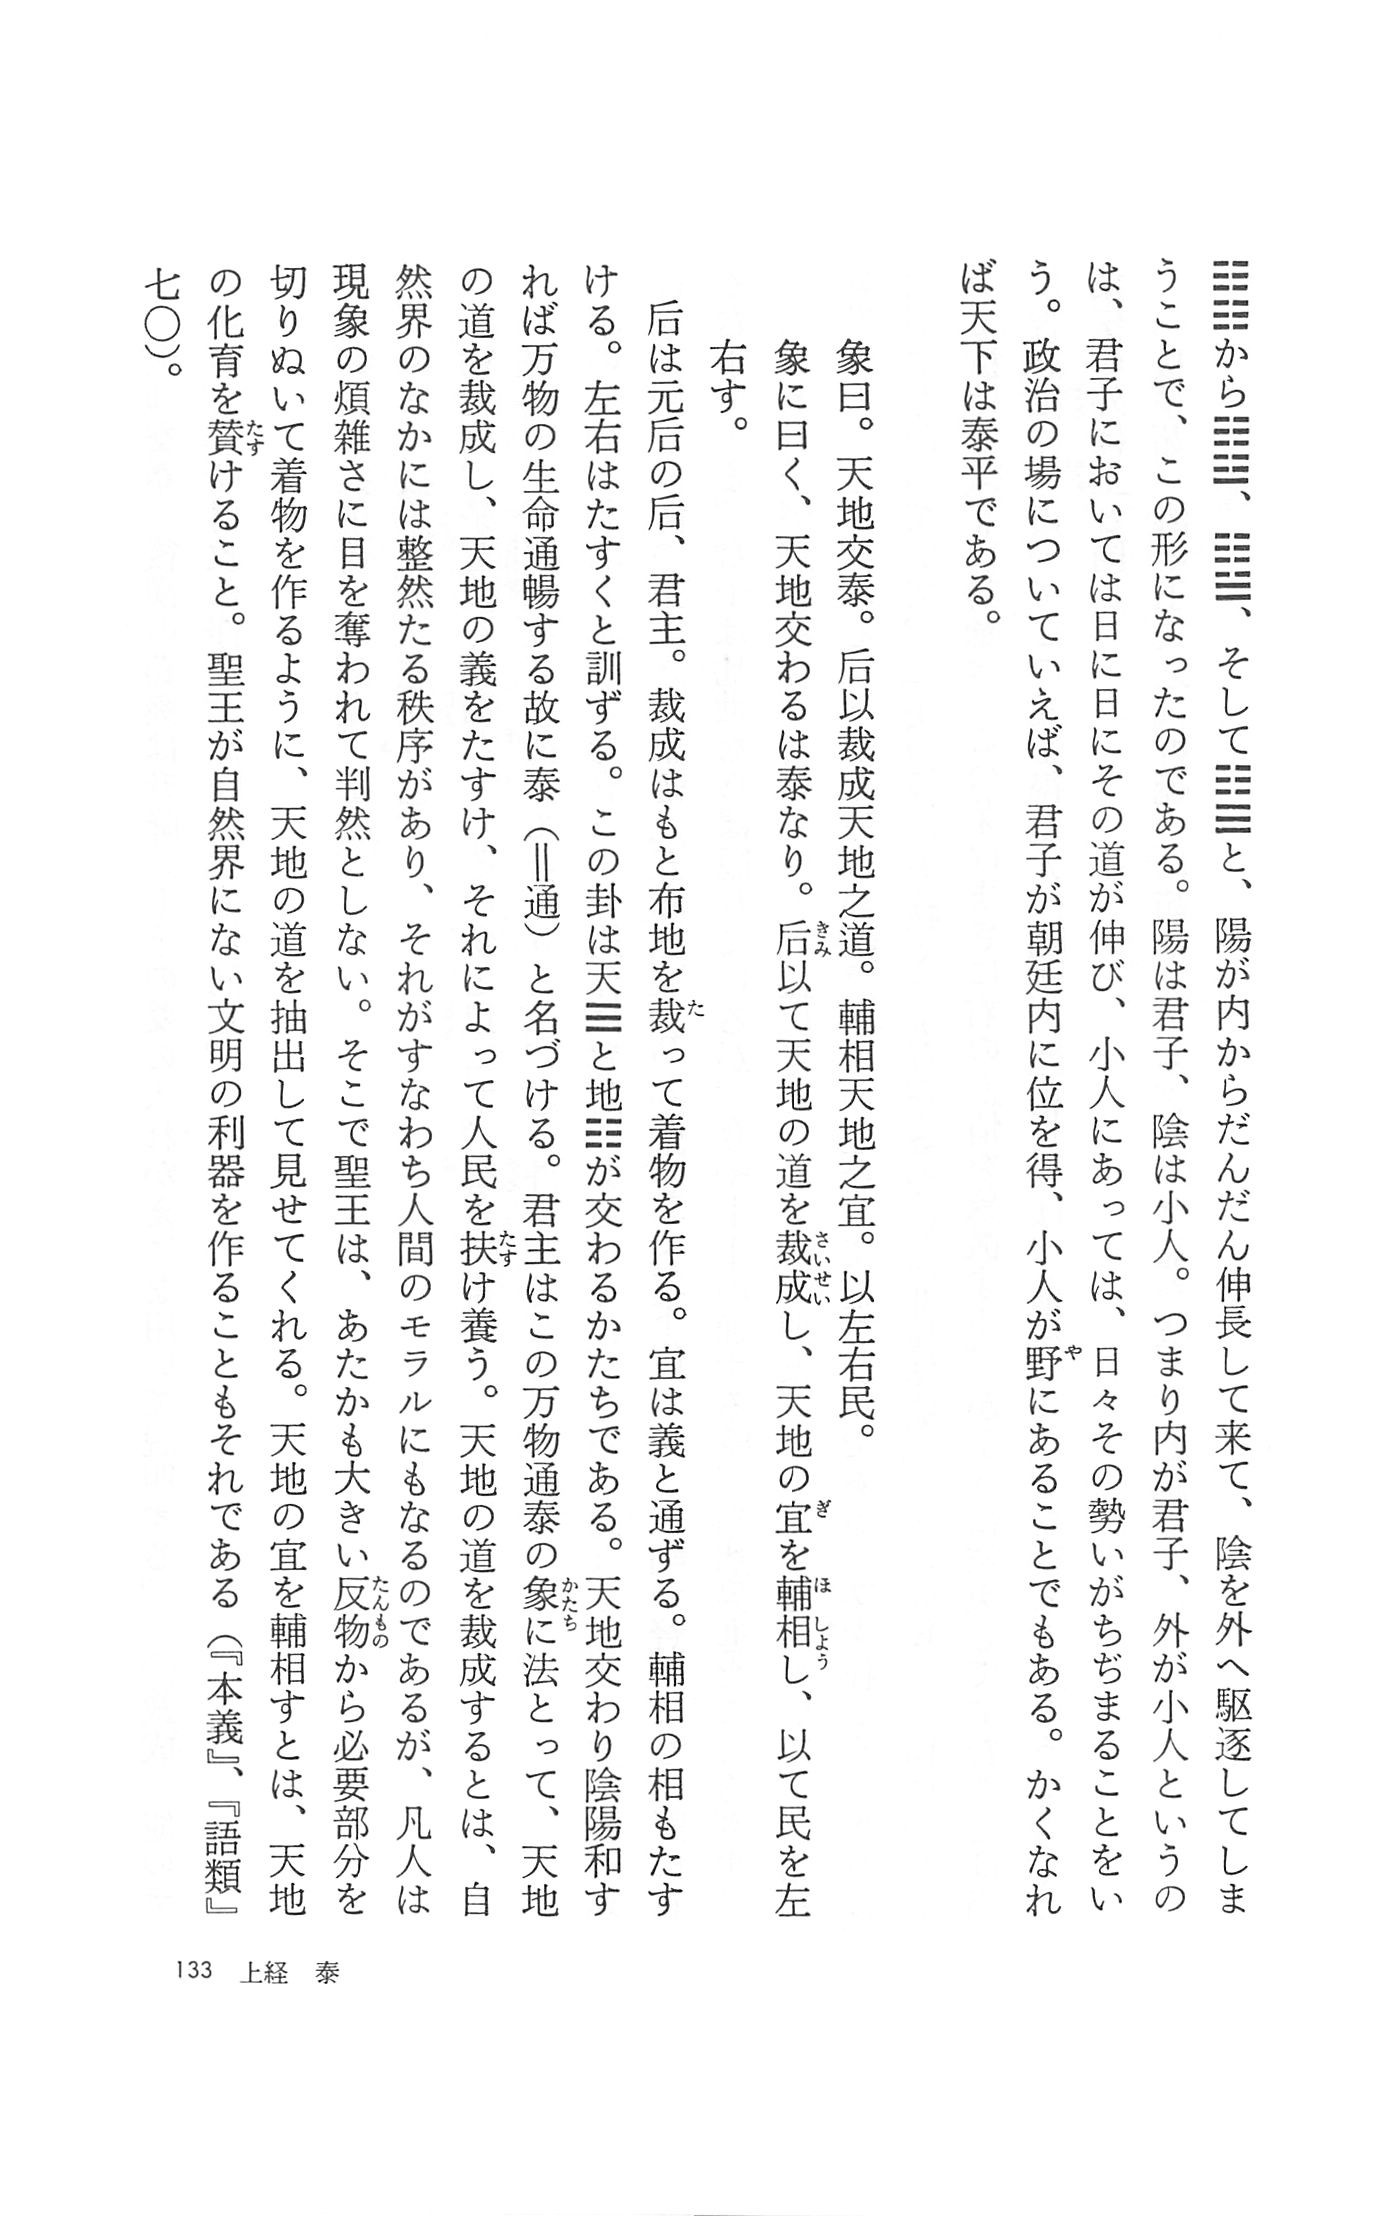 ䷁から䷗、䷒、そして䷊と、陽が内からだんだん伸長して来て、陰を外へ駆逐してしま
うことで、この形になったのである。陽は君子、陰は小人。つまり内が君子、外が小人というの
は、君子においては日に日にその道が伸び、小人にあっては、日々その勢いがちぢまることをい
う。政治の場についていえば、君子が朝廷内に位を得、小人が野にあることでもある。かくなれ
ば天下は泰平である。
象曰。天地交泰。后以裁成天地之道。輔相天地之宜。以左右民。
象に曰く、天地交わるは泰なり。后以て天地の道を裁成し、天地の宜を輔相し、以て民を左
右す。
后は元后の后、君主。裁成はもと布地を裁って着物を作る。宜は義と通ずる。輔相の相もたす
ける。左右はたすくと訓ずる。この卦は天☰と地☷が交わるかたちである。天地交わり陰陽和す
れば万物の生命通暢する故に泰（＝通）と名づける。君主はこの万物通泰の象に法とって、天地
の道を裁成し、天地の義をたすけ、それによって人民を扶け養う。天地の道を裁成するとは、自
然界のなかには整然たる秩序があり、それがすなわち人間のモラルにもなるのであるが、凡人は
現象の煩雑さに目を奪われて判然としない。そこで聖王は、あたかも大きい反物から必要部分を
切りぬいて着物を作るように、天地の道を抽出して見せてくれる。天地の宜を輔相すとは、天地
の化育を賛けること。聖王が自然界にない文明の利器を作ることもそれである（『本義』、『語類』
七〇）。
133 上経 泰